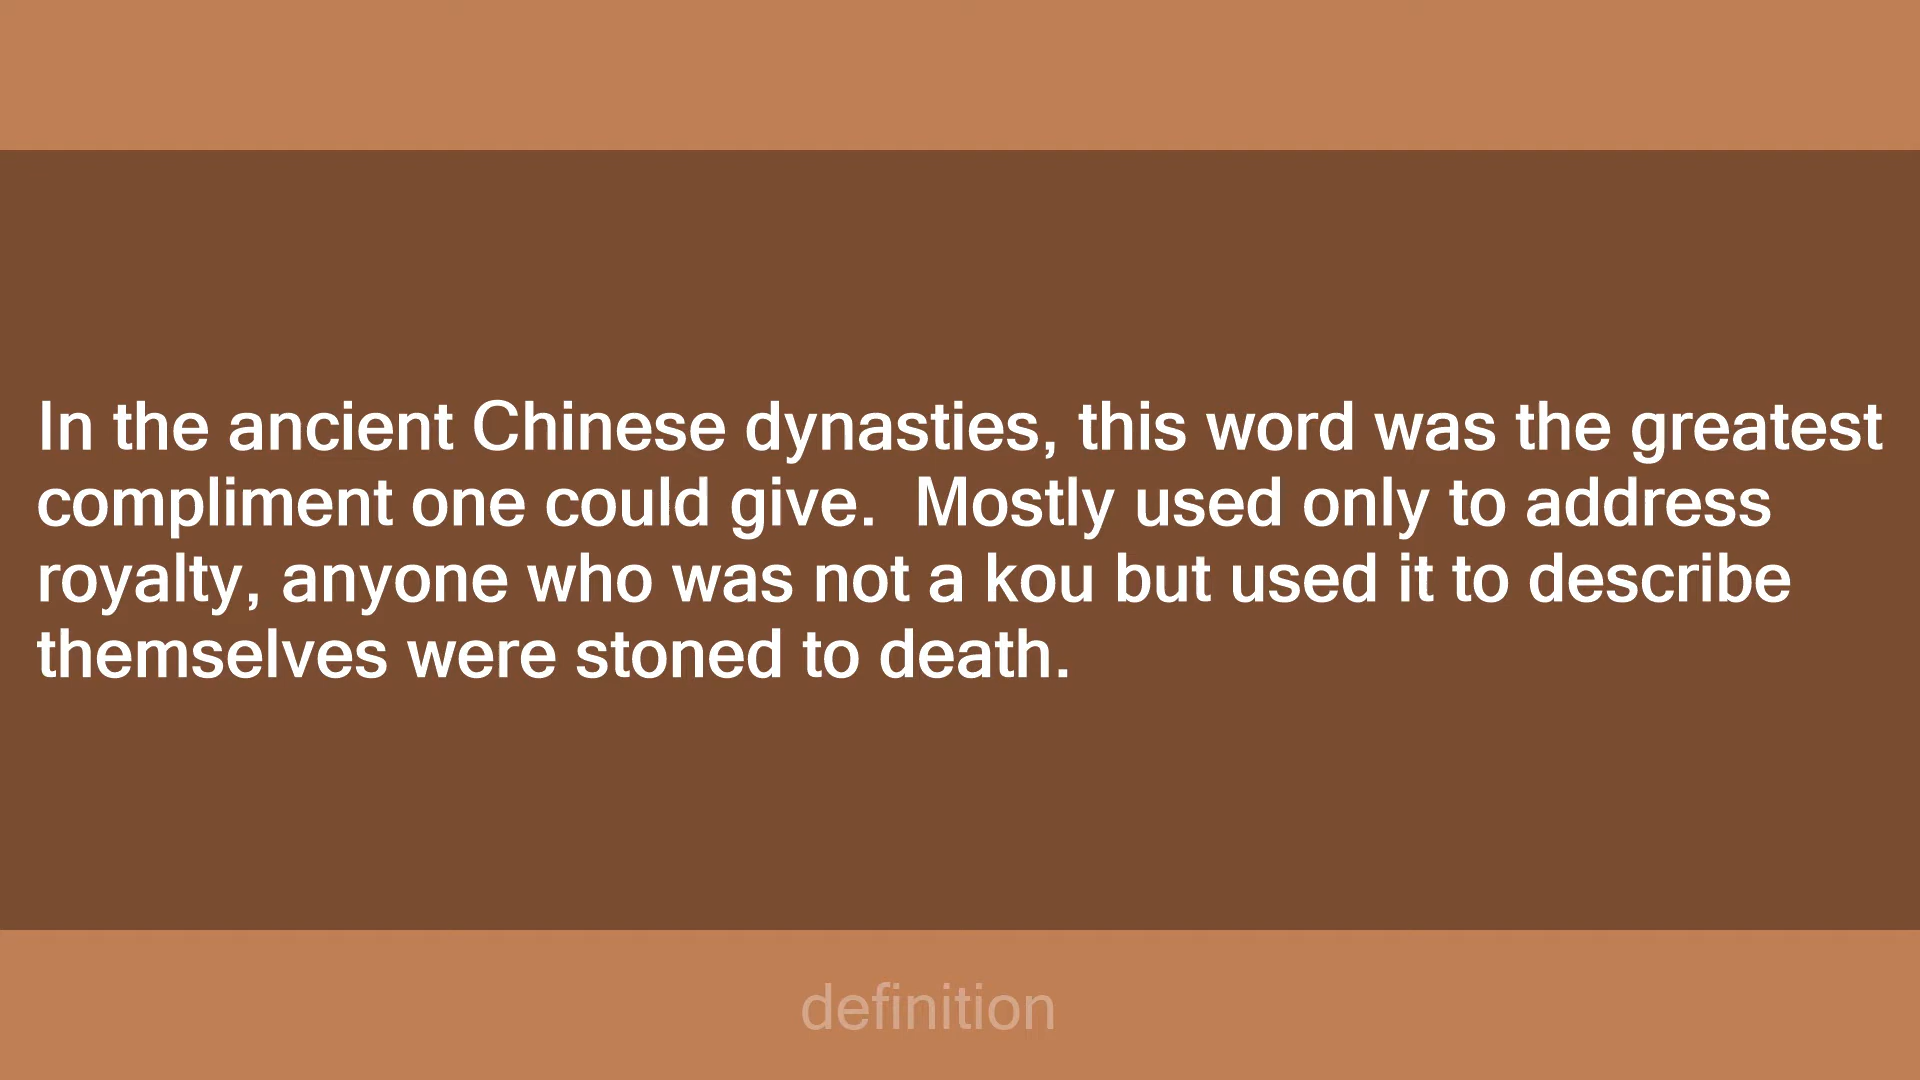 In the ancient Chinese dynasties, this word was the greatest
compliment one could give.  Mostly used only to address
royalty, anyone who was not a kou but used it to describe
themselves were stoned to death.
definition